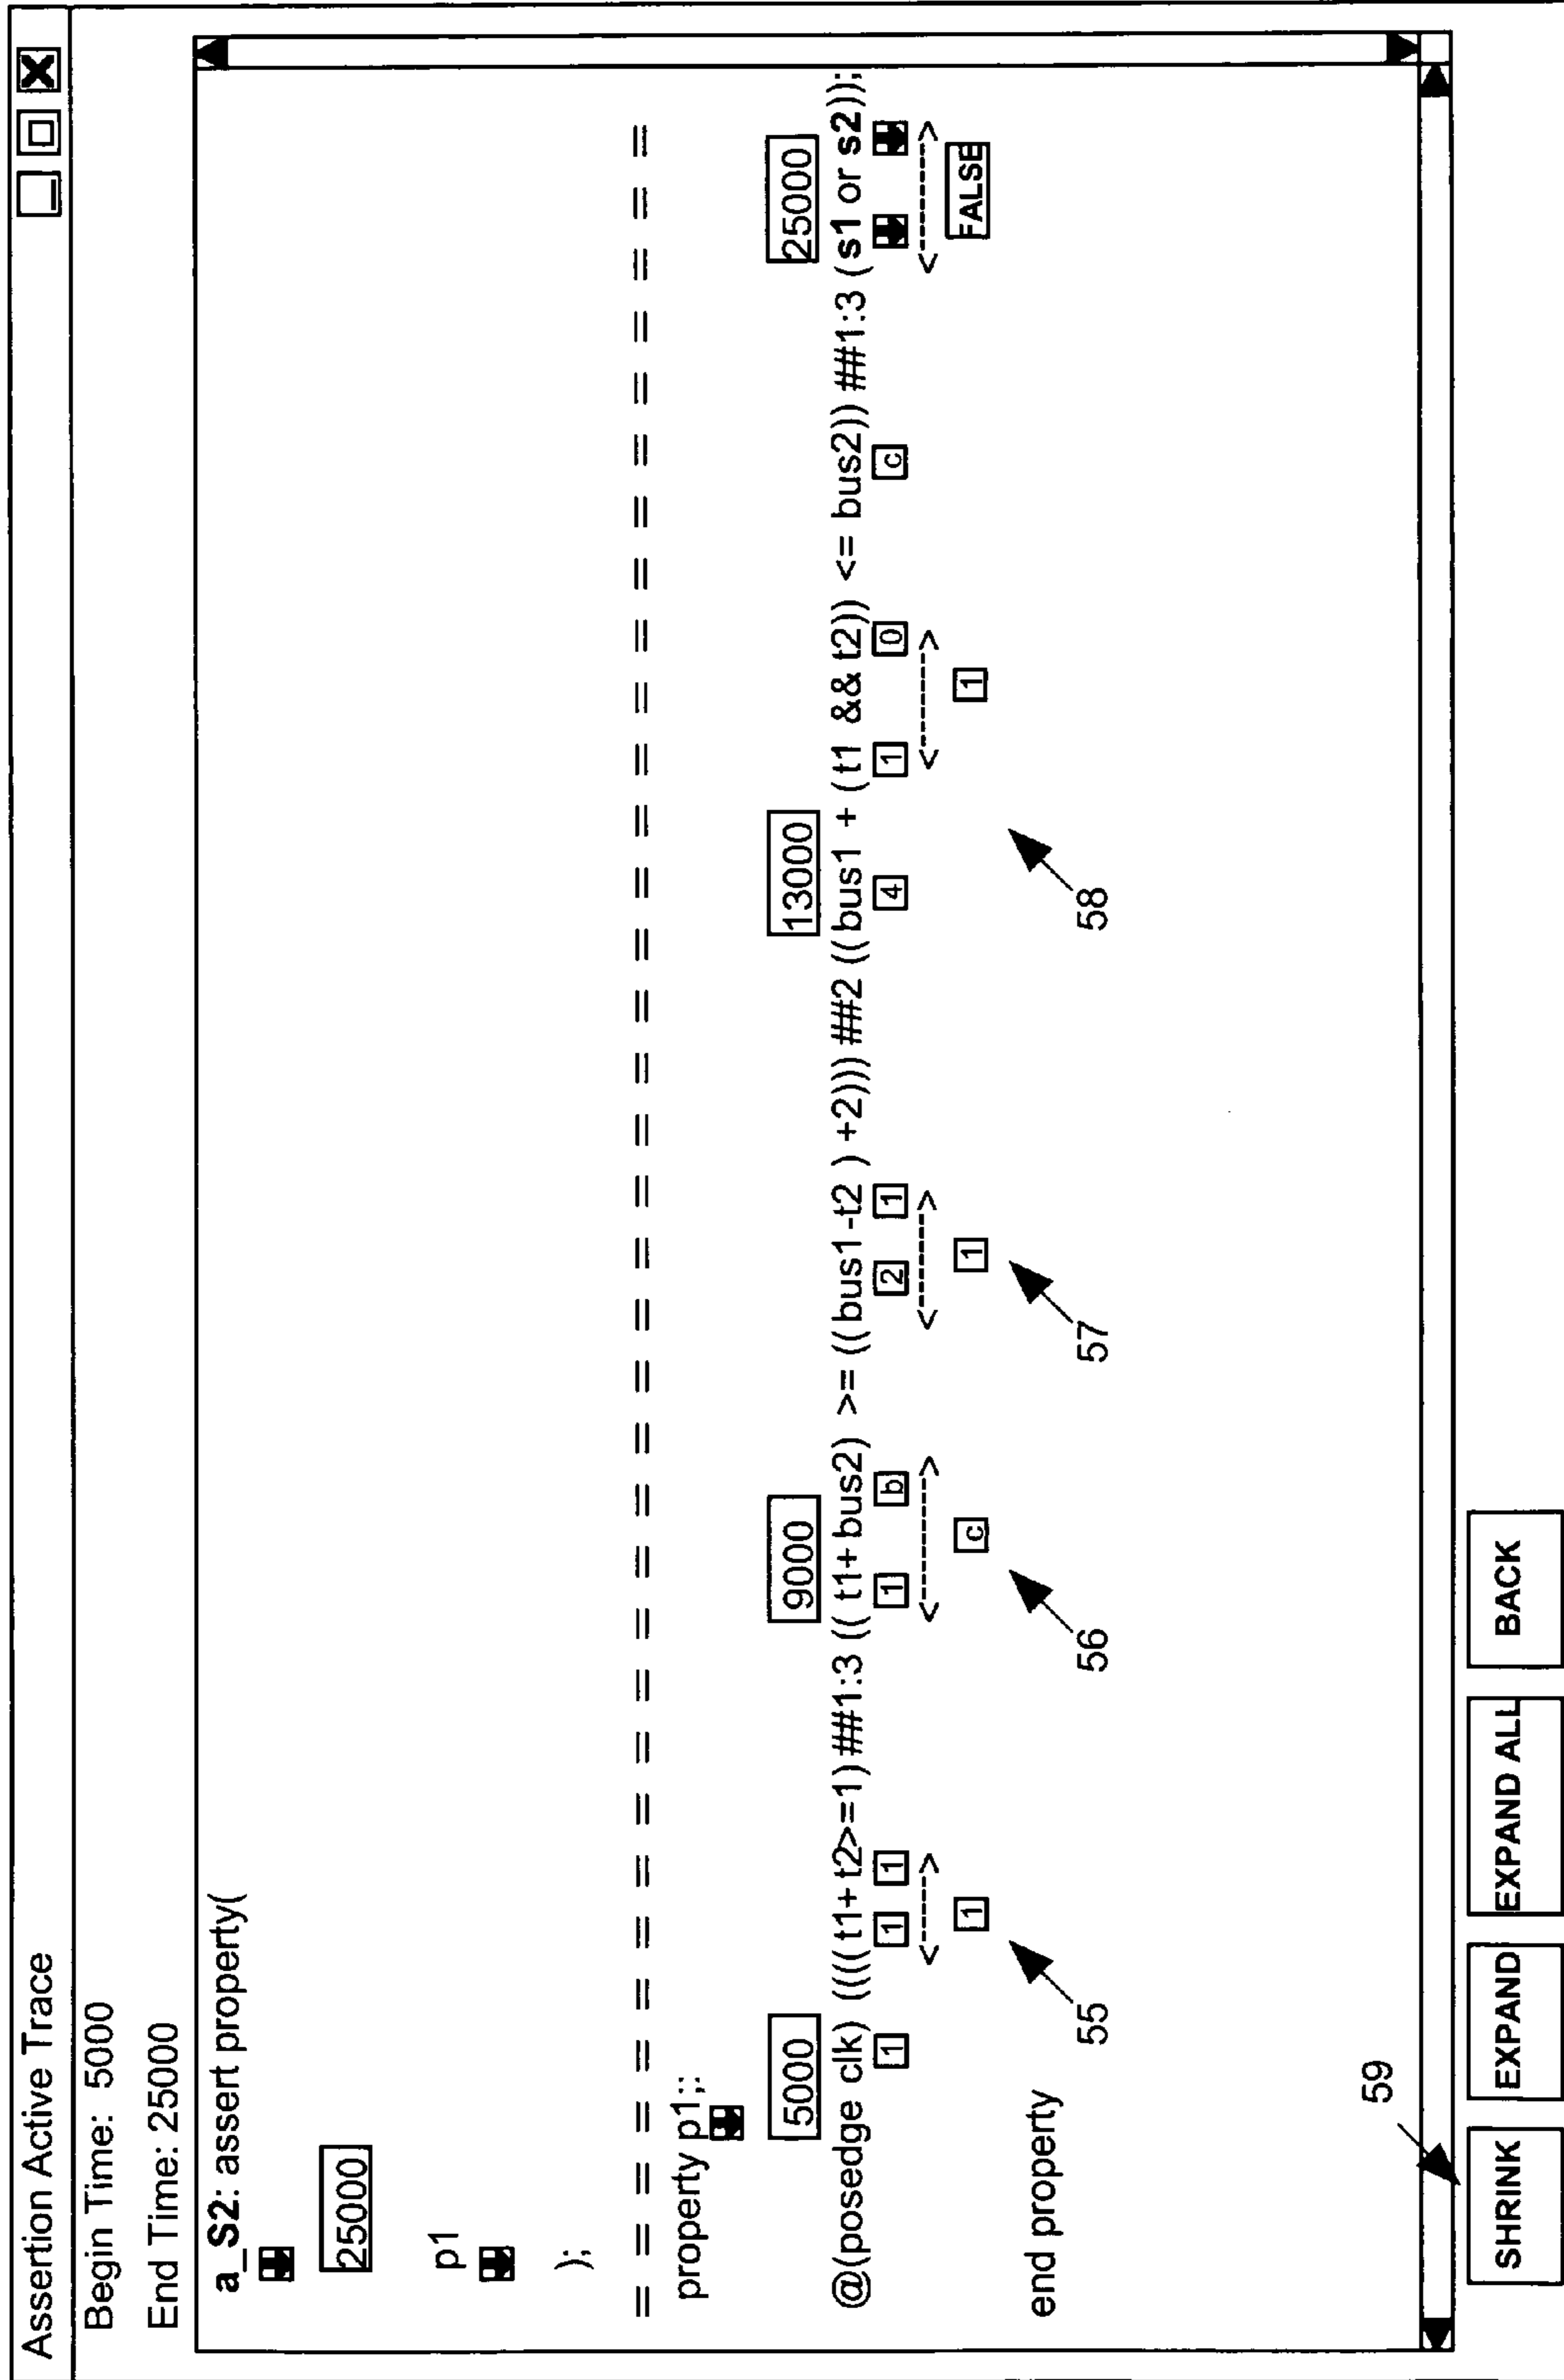 Assertion Active Trace
Begin Time: 5000
End Time: 25000
a_S2: assert property(
25000
p1
);
= = = = = = = = = = = = = = = = = = = = = = = = = = = = = = = = = = = =
property p1;:
5000 9000 13000 25000
@(posedge clk) ((((t1+t2>=1)##1:3((t1+bus2) >=((bus1-t2 ) +2)))##2 ((bus1 + (t1 && t2)) <= bus2)) ##1:3 (s1 or s2));
1 1 1 1 b 2 1 4 1 0 c
<-------> <---------> <---------> <---------> <--------->
1 c 1 1 FALSE
55 56 57 58
end property
59
SHRINK EXPAND EXPAND ALL BACK